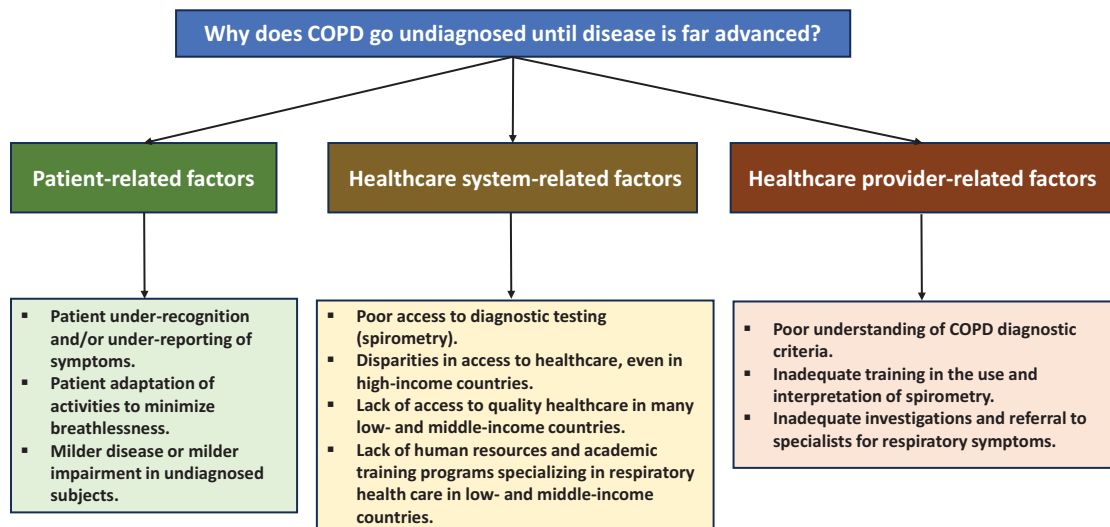 Why does COPD go undiagnosed until disease is far advanced?
Patient-related factors
Healthcare system-related factors
Healthcare provider-related factors
▪ Patient under-recognition
and/or under-reporting of
symptoms.
▪ Patient adaptation of
activities to minimize
breathlessness.
▪ Milder disease or milder
impairment in undiagnosed
subjects.
▪ Poor access to diagnostic testing
(spirometry).
▪ Disparities in access to healthcare, even in
high-income countries.
▪ Lack of access to quality healthcare in many
low- and middle-income countries.
▪ Lack of human resources and academic
training programs specializing in respiratory
health care in low- and middle-income
countries.
▪ Poor understanding of COPD diagnostic
criteria.
▪ Inadequate training in the use and
interpretation of spirometry.
▪ Inadequate investigations and referral to
specialists for respiratory symptoms.